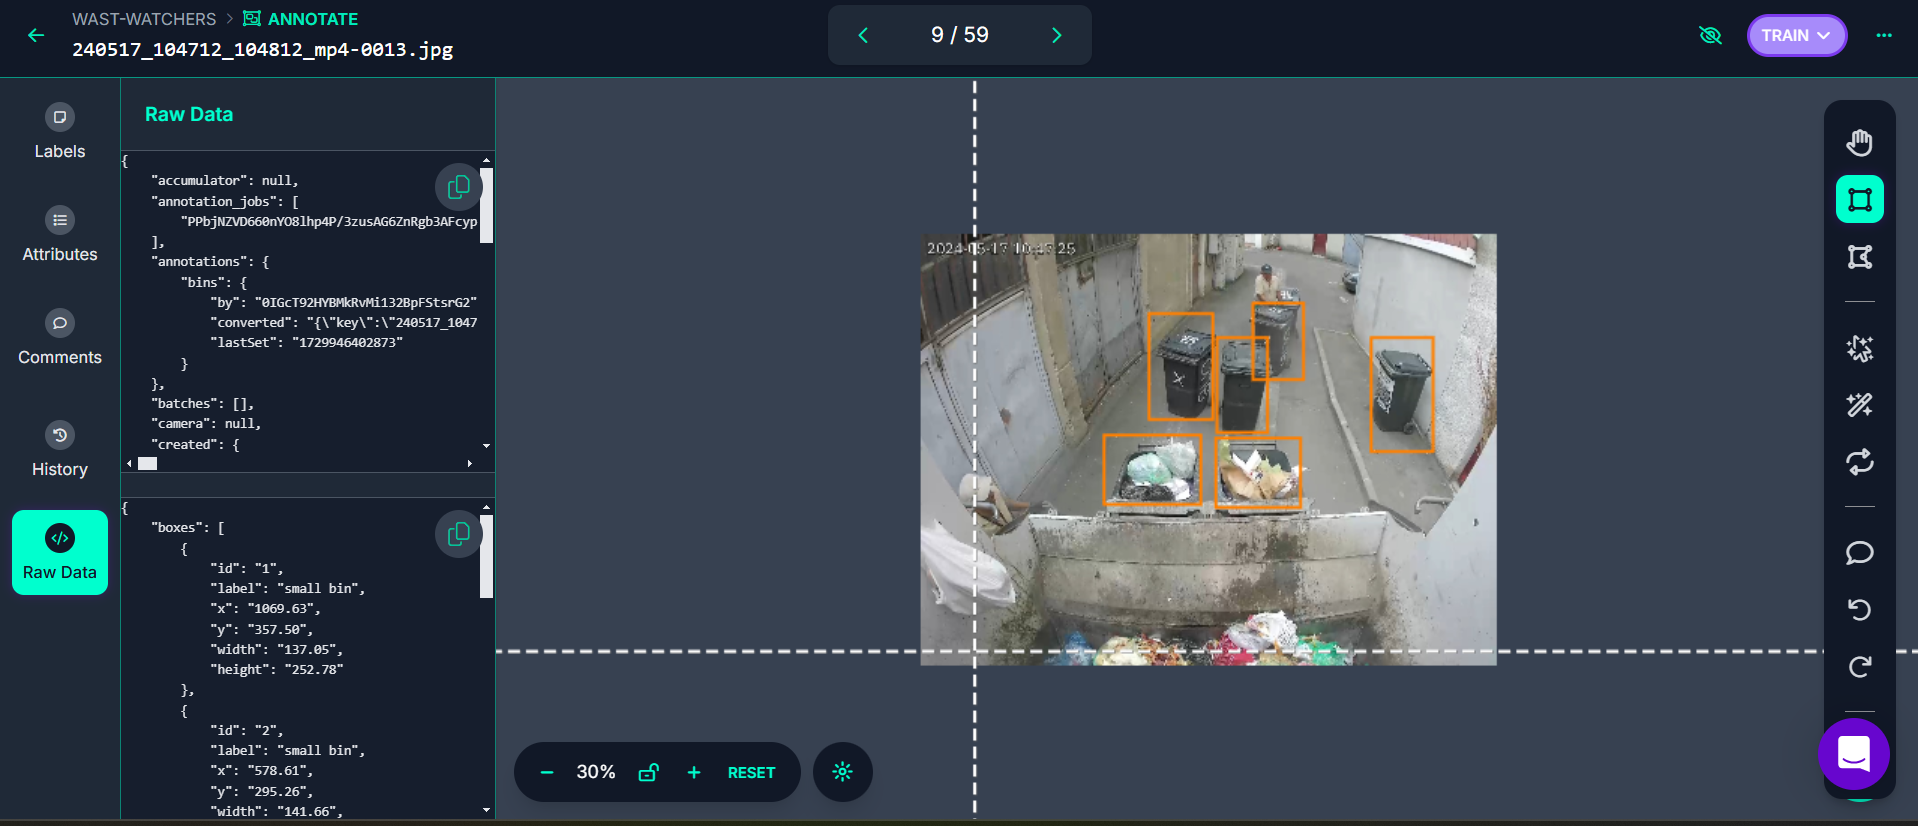 WAST-WATCHERS > ANNOTATE
240517_104712_104812_mp4-0013.jpg
9 / 59
TRAIN
Labels
Attributes
Comments
History
Raw Data
Raw Data
{
"accumulator": null,
"annotation_jobs": [
"PPbjNZVD660nYO8lhp4P/3zusAG6ZnRgb3AFcyp
],
"annotations": {
"bins": {
"by": "0IGcT92HYBMkRvMi132BpFStsrG2"
"converted": "{\"key\":\"240517_1047
"lastSet": "1729946402873"
}
},
"batches": [],
"camera": null,
"created": {
{
"boxes": [
{
"id": "1",
"label": "small bin",
"x": "1069.63",
"y": "357.50",
"width": "137.05",
"height": "252.78"
},
{
"id": "2",
"label": "small bin",
"x": "578.61",
"y": "295.26",
"width": "141.66",
2024-05-17 10:47:25
30%
RESET